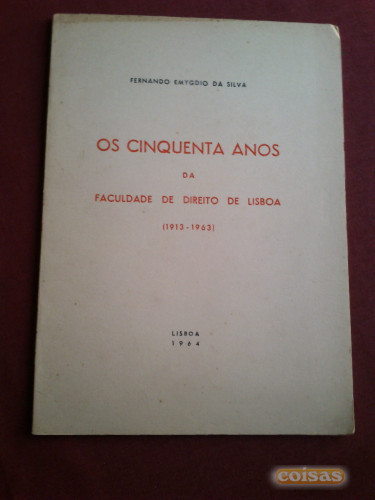 FERNANDO EMYGDIO DA SILVA
OS CINQUENTA ANOS
DA
FACULDADE DE DIREITO DE LISBOA
(1913-1963)
LISBOA
1964
coisas